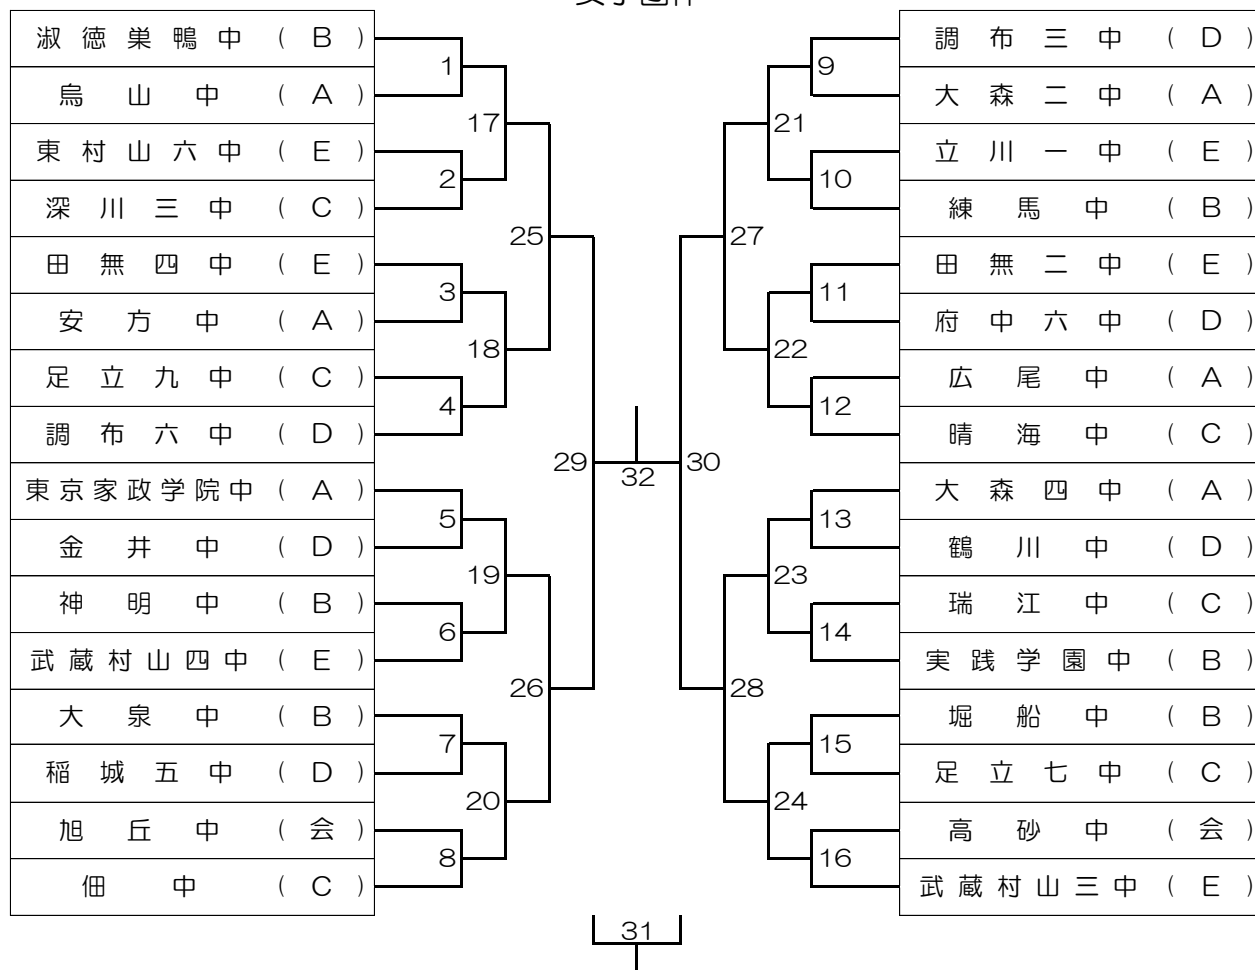 淑徳巣鴨中 (B)
烏山中 (A)
東村山六中 (E)
深川三中 (C)
田無四中 (E)
安方中 (A)
足立九中 (C)
調布六中 (D)
東京家政学院中 (A)
金井中 (D)
神明中 (B)
武蔵村山四中 (E)
大泉中 (B)
稲城五中 (D)
旭丘中 (会)
佃中 (C)
1
2
3
4
5
6
7
8
17
18
19
20
25
26
29
32
31
30
27
28
21
22
23
24
9
10
11
12
13
14
15
16
調布三中 (D)
大森二中 (A)
立川一中 (E)
練馬中 (B)
田無二中 (E)
府中六中 (D)
広尾中 (A)
晴海中 (C)
大森四中 (A)
鶴川中 (D)
瑞江中 (C)
実践学園中 (B)
堀船中 (B)
足立七中 (C)
高砂中 (会)
武蔵村山三中 (E)